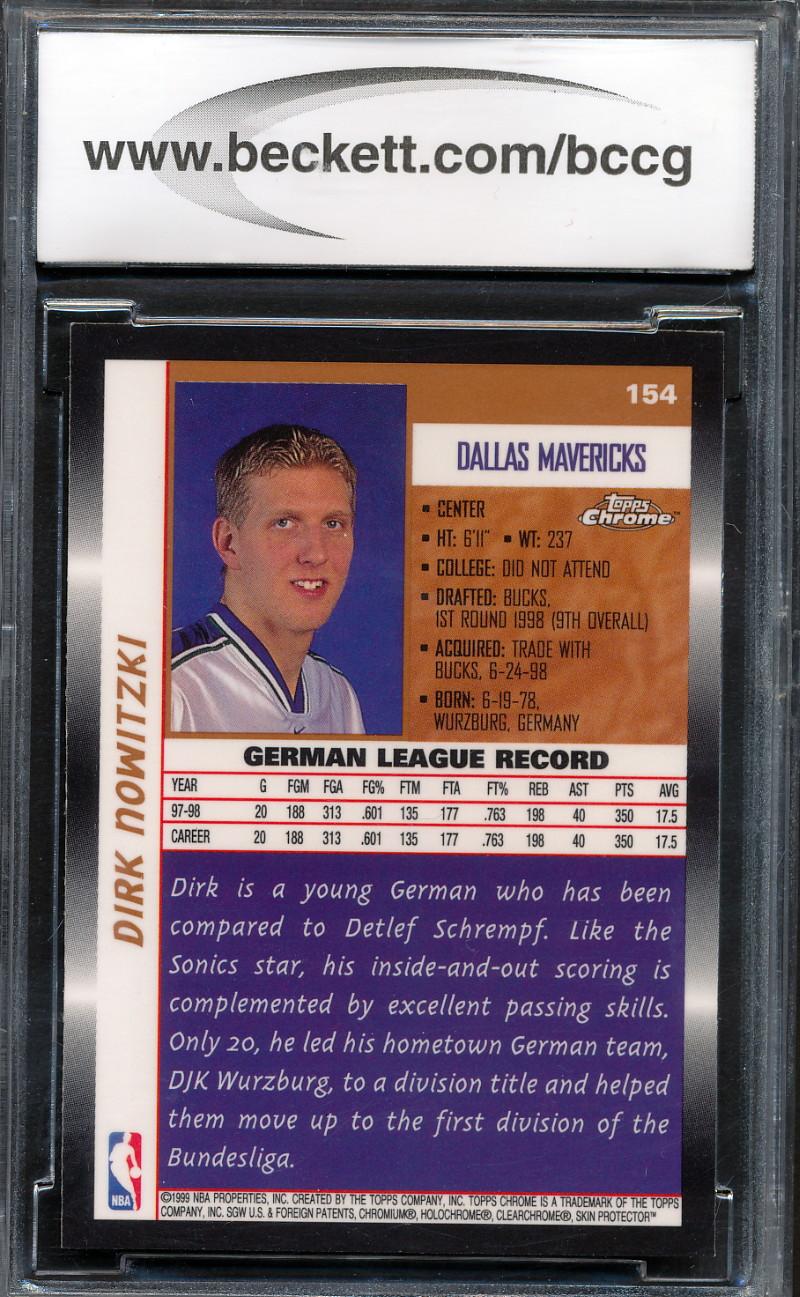 www.beckett.com/bccg
154
DALLAS MAVERICKS
Topps
Chrome™
▪ CENTER
▪ HT: 6'11" ▪ WT: 237
▪ COLLEGE: DID NOT ATTEND
▪ DRAFTED: BUCKS,
1ST ROUND 1998 (9TH OVERALL)
▪ ACQUIRED: TRADE WITH
BUCKS, 6-24-98
▪ BORN: 6-19-78,
WURZBURG, GERMANY
DIRK NOWITZKI
GERMAN LEAGUE RECORD
YEAR G FGM FGA FG% FTM FTA FT% REB AST PTS AVG
97-98 20 188 313 .601 135 177 .763 198 40 350 17.5
CAREER 20 188 313 .601 135 177 .763 198 40 350 17.5
Dirk is a young German who has been
compared to Detlef Schrempf. Like the
Sonics star, his inside-and-out scoring is
complemented by excellent passing skills.
Only 20, he led his hometown German team,
DJK Wurzburg, to a division title and helped
them move up to the first division of the
Bundesliga.
NBA
©1999 NBA PROPERTIES, INC. CREATED BY THE TOPPS COMPANY, INC. TOPPS CHROME IS A TRADEMARK OF THE TOPPS
COMPANY, INC. SGW U.S. & FOREIGN PATENTS, CHROMIUM®, HOLOCHROME®, CLEARCHROME®, SKIN PROTECTOR™